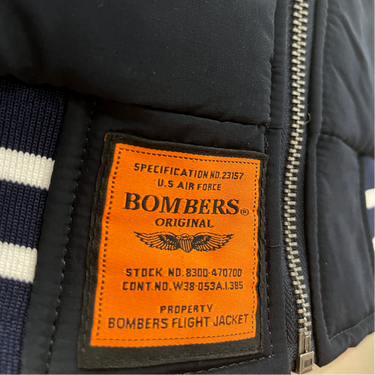 SPECIFICATION NO. 23157
U.S AIR FORCE
BOMBERS®
ORIGINAL
STOCK NO. 8300-470700
CONT. NO. W38-053A.1.385
PROPERTY
BOMBERS FLIGHT JACKET